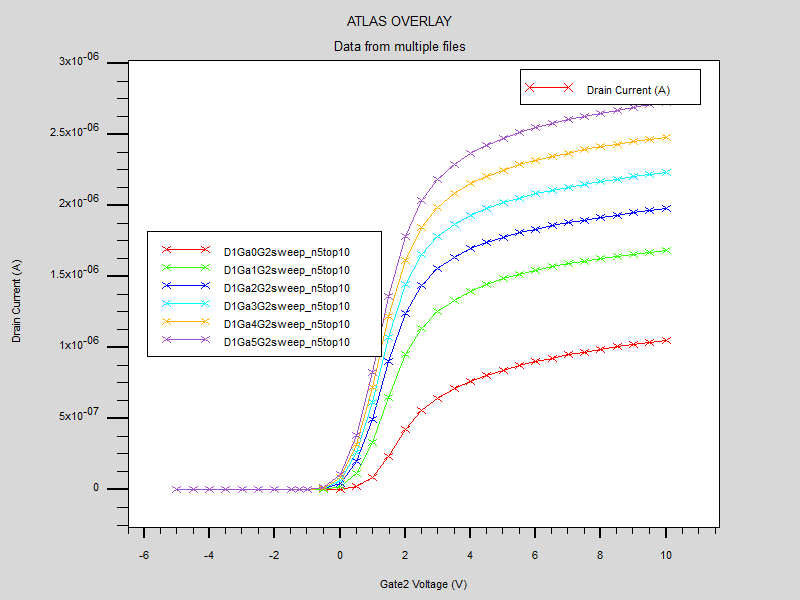 ATLAS OVERLAY
Data from multiple files
Drain Current (A)
3x10-06
2.5x10-06
2x10-06
1.5x10-06
1x10-06
5x10-07
0
Drain Current (A)
D1Ga0G2sweep_n5top10
D1Ga1G2sweep_n5top10
D1Ga2G2sweep_n5top10
D1Ga3G2sweep_n5top10
D1Ga4G2sweep_n5top10
D1Ga5G2sweep_n5top10
-6 -4 -2 0 2 4 6 8 10
Gate2 Voltage (V)